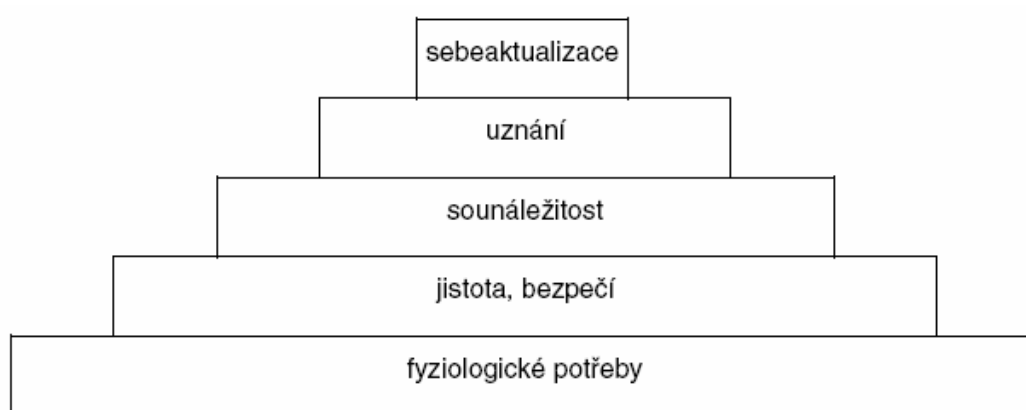 sebeaktualizace
uznání
sounáležitost
jistota, bezpečí
fyziologické potřeby